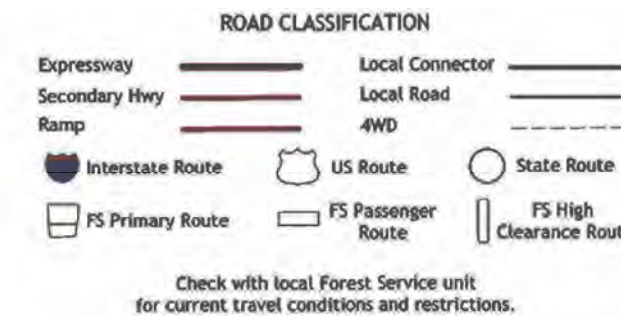 ROAD CLASSIFICATION
Expressway Local Connector
Secondary Hwy Local Road
Ramp 4WD
Interstate Route US Route State Route
FS Primary Route FS Passenger Route FS High Clearance Rout
Check with local Forest Service unit
for current travel conditions and restrictions.